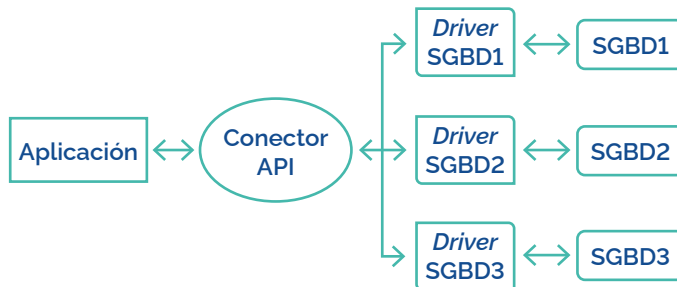 Driver
SGBD1
SGBD1
Aplicación
Conector
API
Driver
SGBD2
SGBD2
Driver
SGBD3
SGBD3